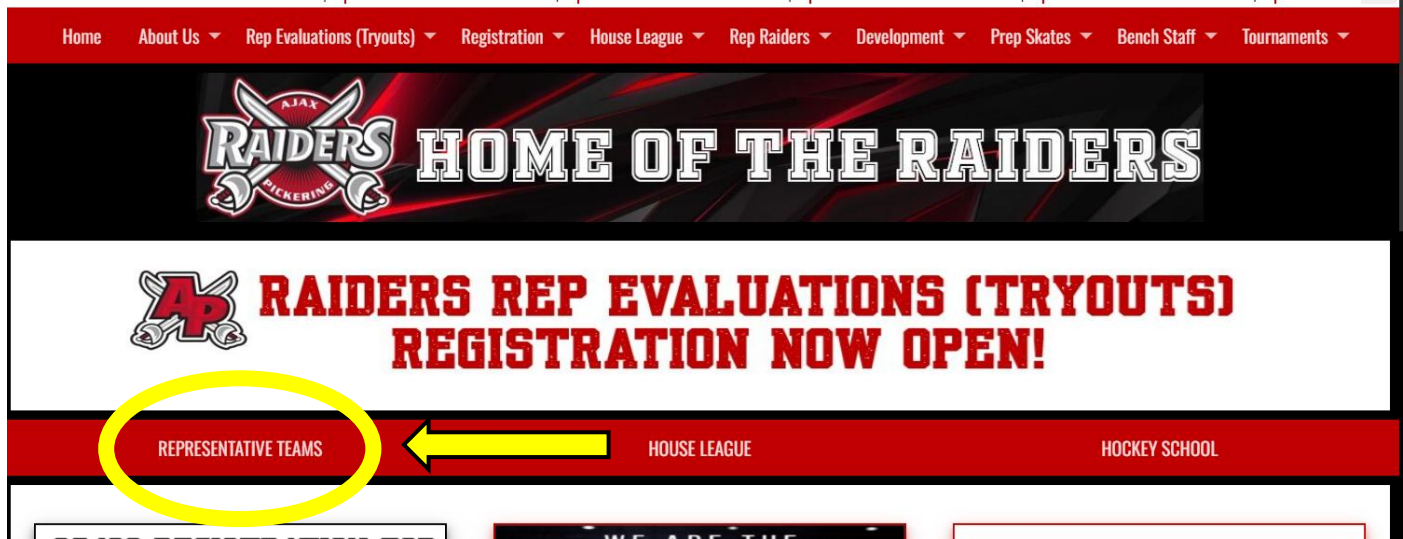 Home About Us Rep Evaluations (Tryouts) Registration House League Rep Raiders Development Prep Skates Bench Staff Tournaments
AJAX
RAIDERS
PICKERING
HOME OF THE RAIDERS
AP
RAIDERS REP EVALUATIONS (TRYOUTS)
REGISTRATION NOW OPEN!
REPRESENTATIVE TEAMS HOUSE LEAGUE HOCKEY SCHOOL
WE ARE THE